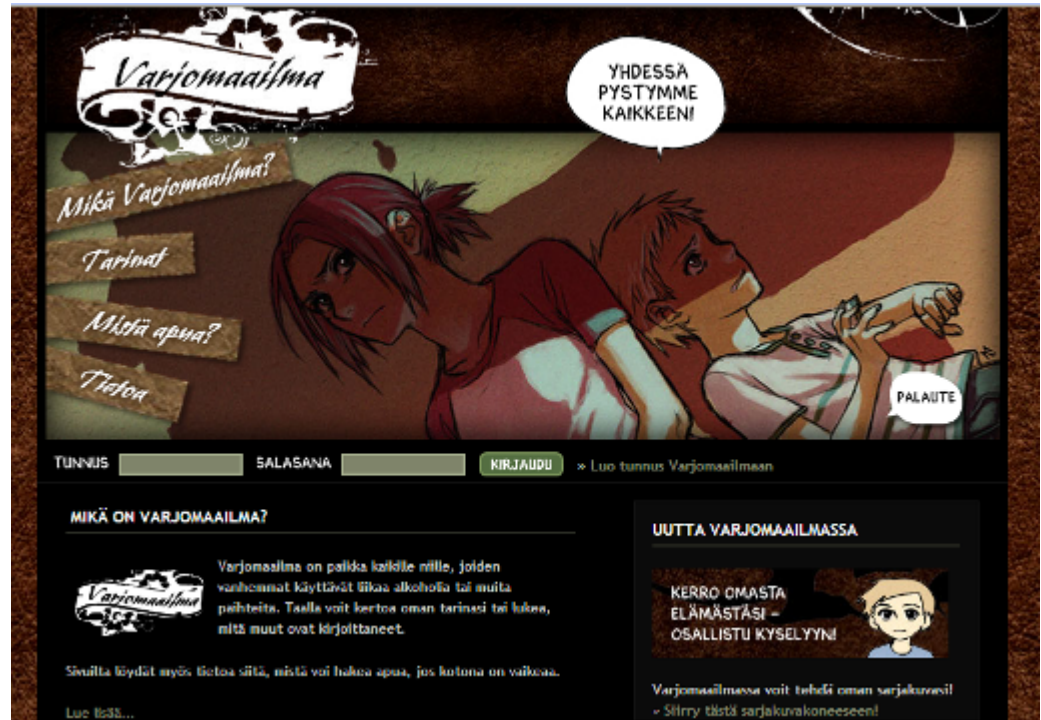 Varjomaailma
YHDESSÄ
PYSTYMME
KAIKKEEN!
Mikä Varjomaailma?
Tarinat
Mistä apua?
Tietoa
PALAUTE
TUNNUS
SALASANA
KIRJAUDU
» Luo tunnus Varjomaailmaan
MIKÄ ON VARJOMAAILMA?
Varjomaailma
Varjomaailma on paikka kaikille niille, joiden
vanhemmat käyttävät liikaa alkoholia tai muita
päihteitä. Täällä voit kertoa oman tarinasi tai lukea,
mitä muut ovat kirjoittaneet.
Sivuilta löydät myös tietoa siitä, mistä voi hakea apua, jos kotona on vaikeaa.
Lue lisää...
UUTTA VARJOMAAILMASSA
KERRO OMASTA
ELÄMÄSTÄSI –
OSALLISTU KYSELYYN!
Varjomaailmassa voit tehdä oman sarjakuvasi!
» Siirry tästä sarjakuvakoneeseen!